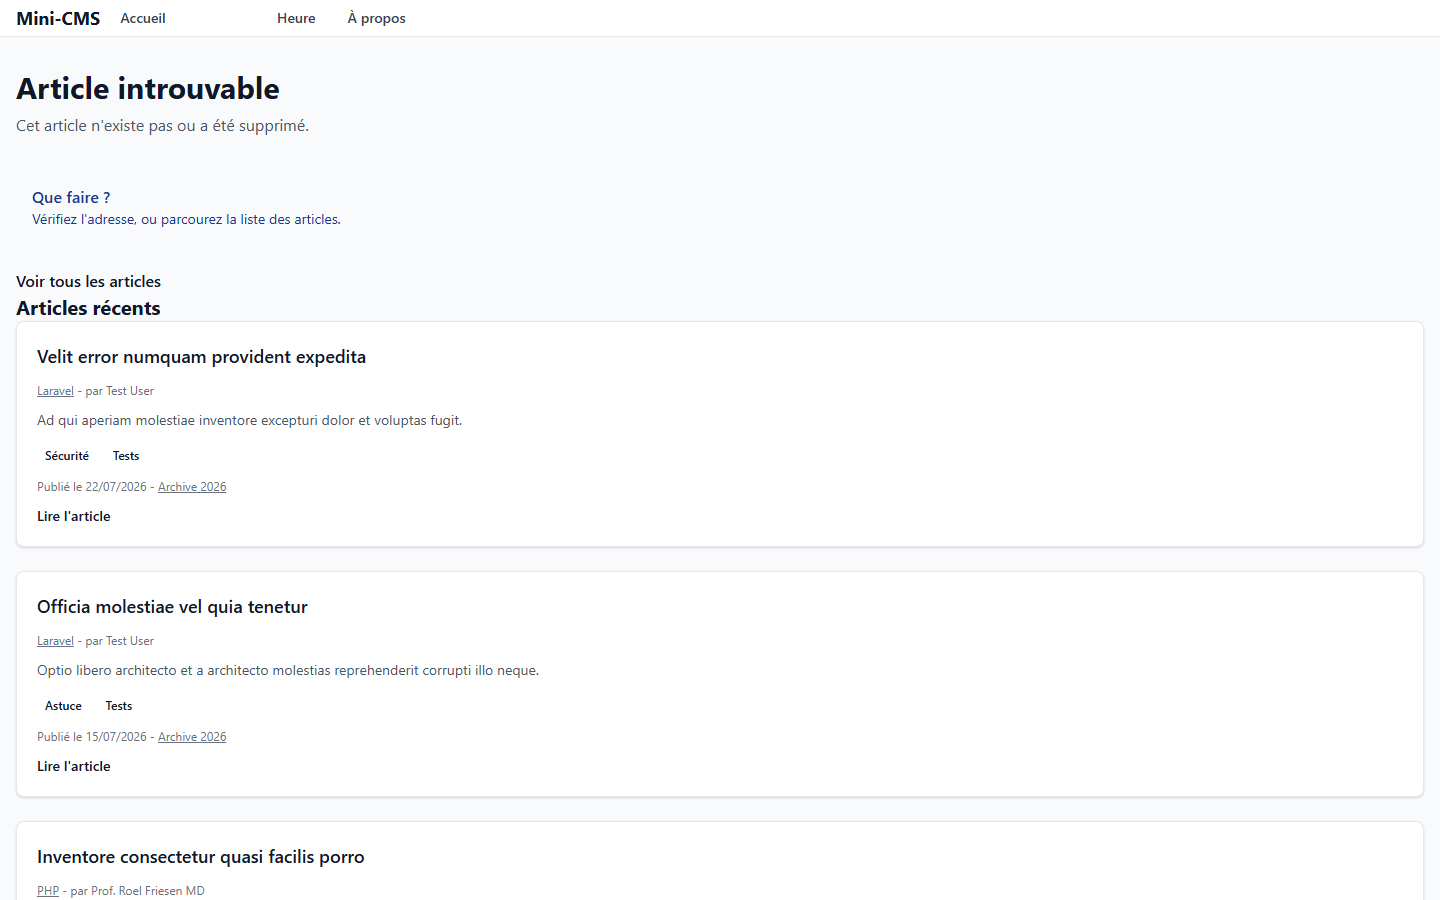 Mini-CMS Accueil Heure À propos
Article introuvable
Cet article n'existe pas ou a été supprimé.
Que faire ?
Vérifiez l'adresse, ou parcourez la liste des articles.
Voir tous les articles
Articles récents
Velit error numquam provident expedita
Laravel - par Test User
Ad qui aperiam molestiae inventore excepturi dolor et voluptas fugit.
Sécurité Tests
Publié le 22/07/2026 - Archive 2026
Lire l'article
Officia molestiae vel quia tenetur
Laravel - par Test User
Optio libero architecto et a architecto molestias reprehenderit corrupti illo neque.
Astuce Tests
Publié le 15/07/2026 - Archive 2026
Lire l'article
Inventore consectetur quasi facilis porro
PHP - par Prof. Roel Friesen MD